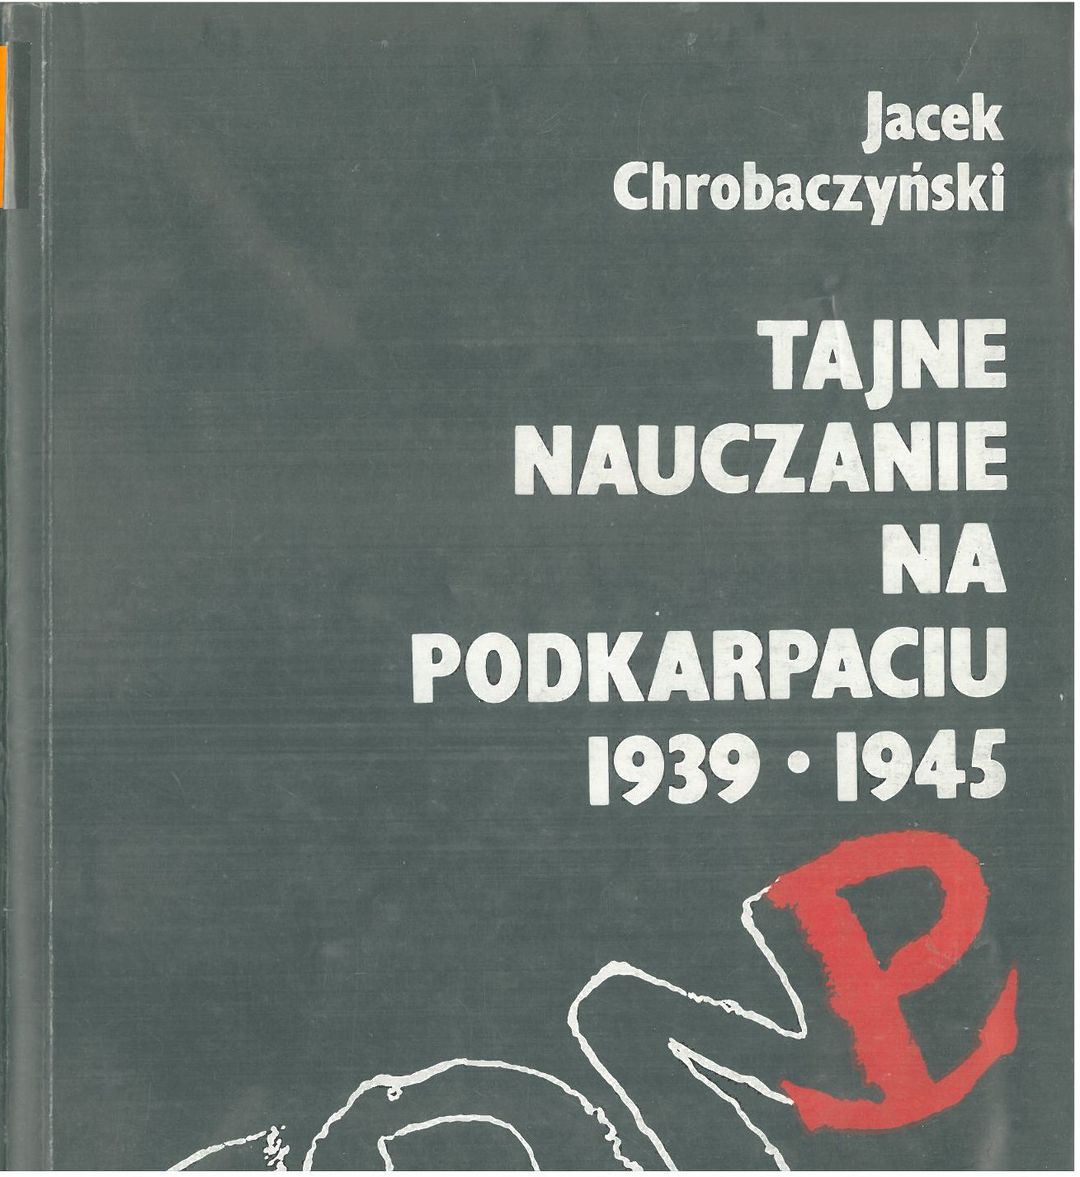 Jacek
Chrobaczyński
TAJNE
NAUCZANIE
NA
PODKARPACIU
1939 • 1945